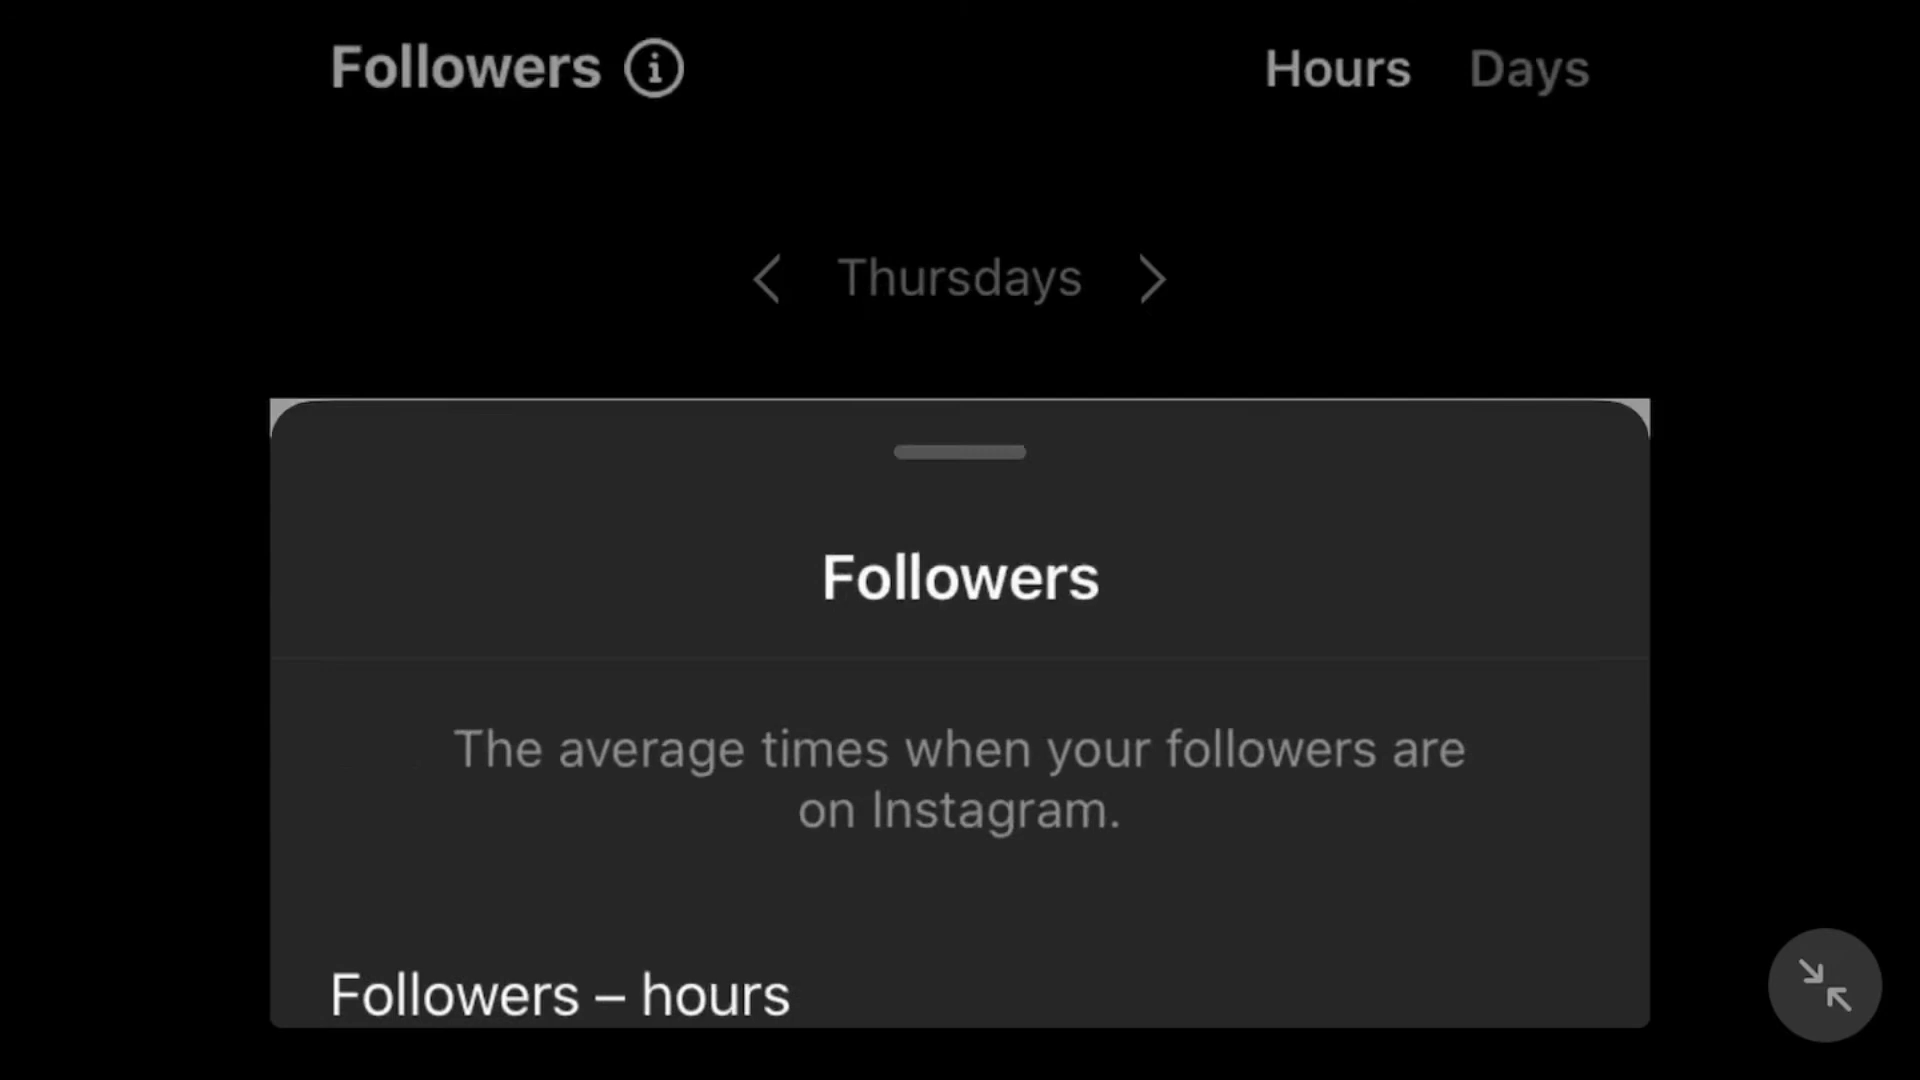 Followers
Hours Days
Thursdays
Followers
The average times when your followers are
on Instagram.
Followers – hours